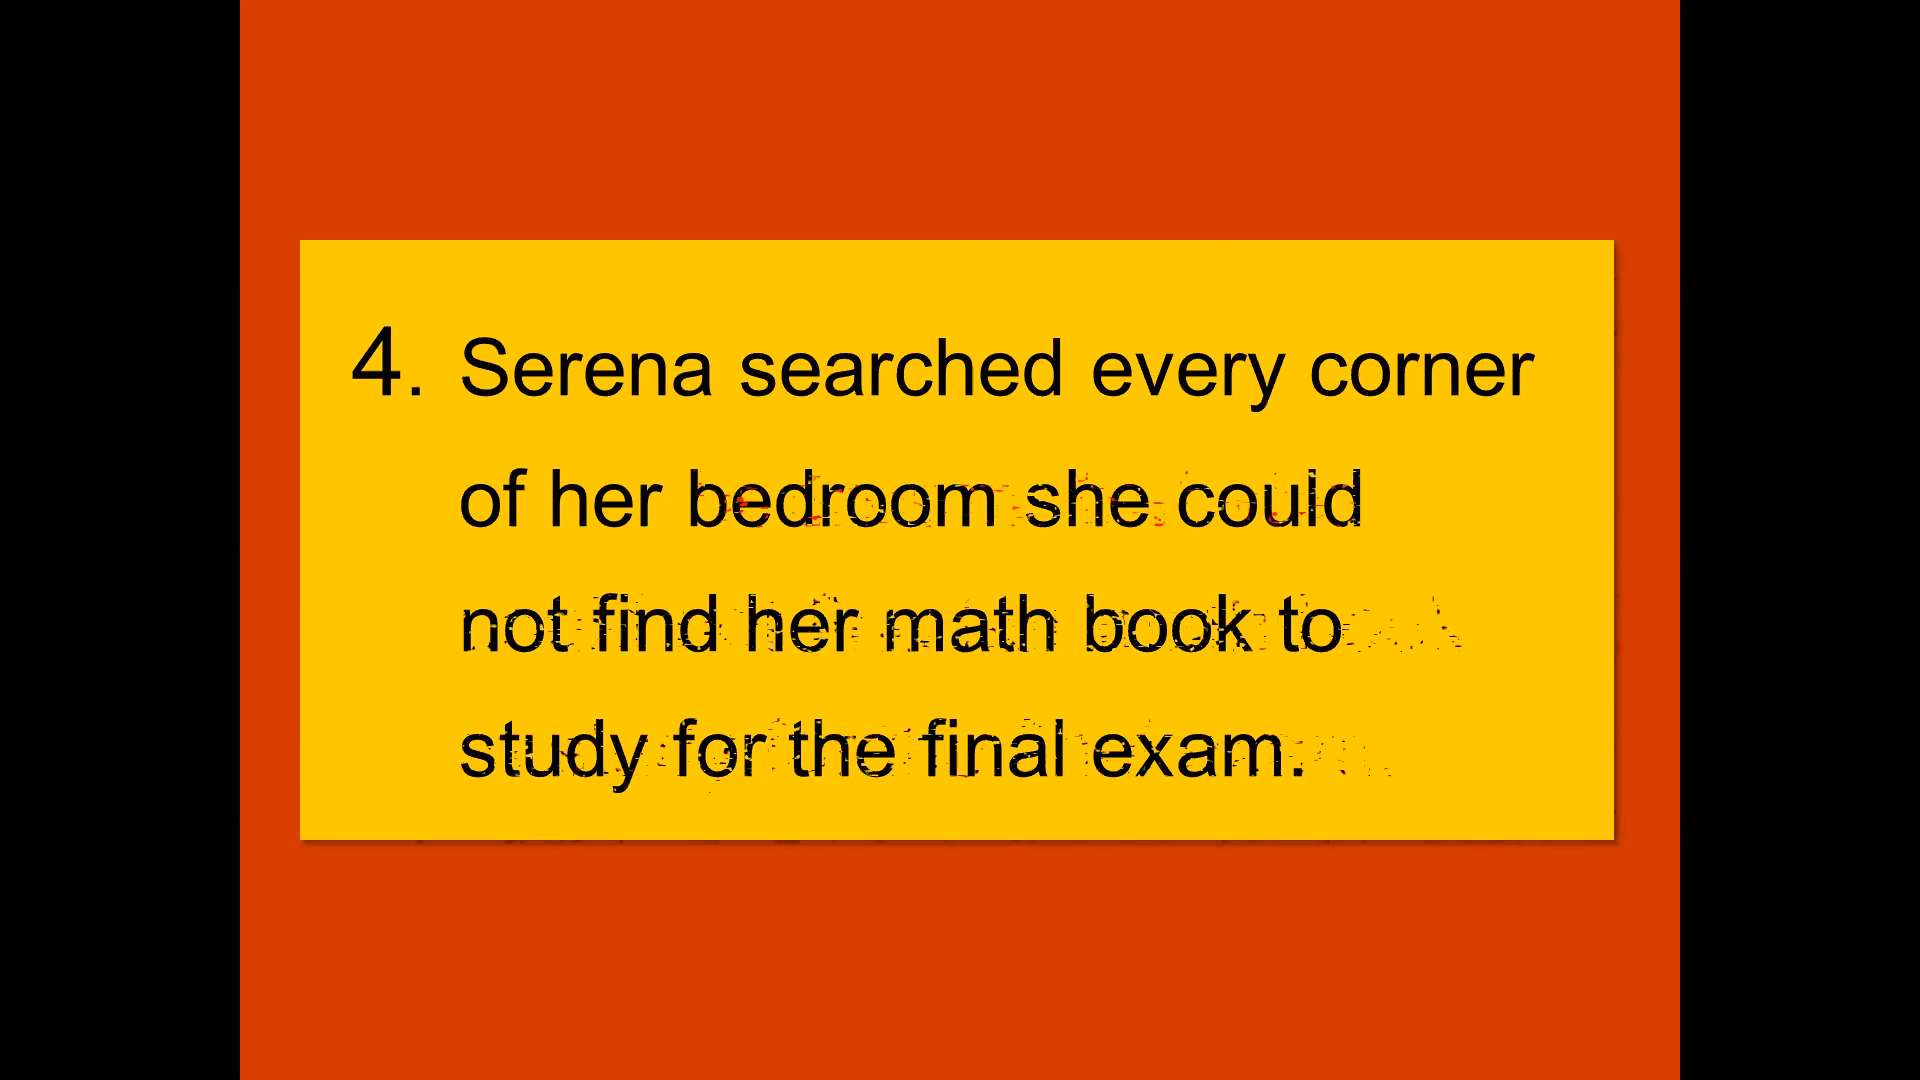 4. Serena searched every corner
of her bedroom she could
not find her math book to
study for the final exam.